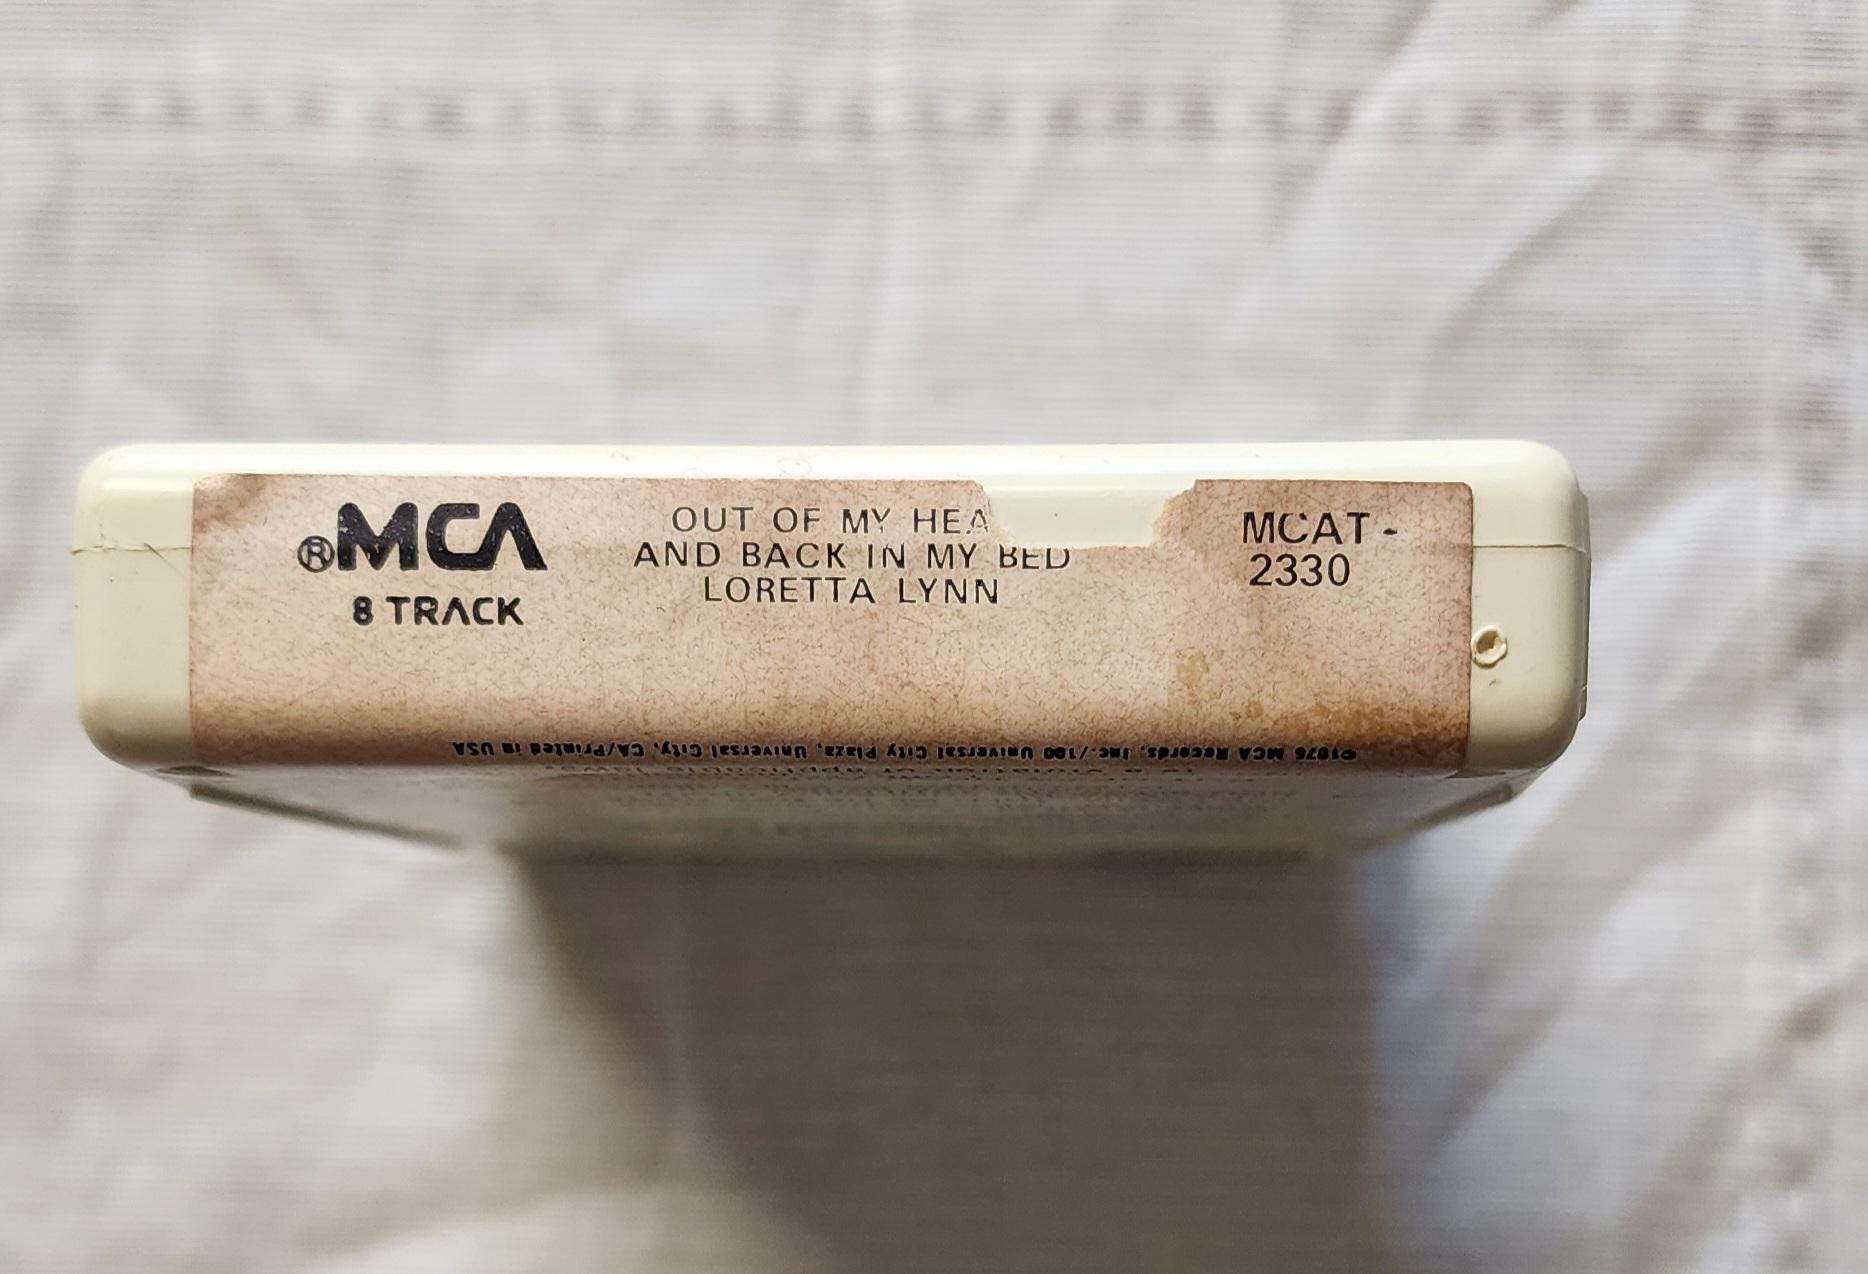 ®MCA
8 TRACK
OUT OF MY HEA
AND BACK IN MY BED
LORETTA LYNN
MCAT-
2330
©1976 MCA Records, Inc./100 Universal City Plaza, Universal City, CA/Printed in USA